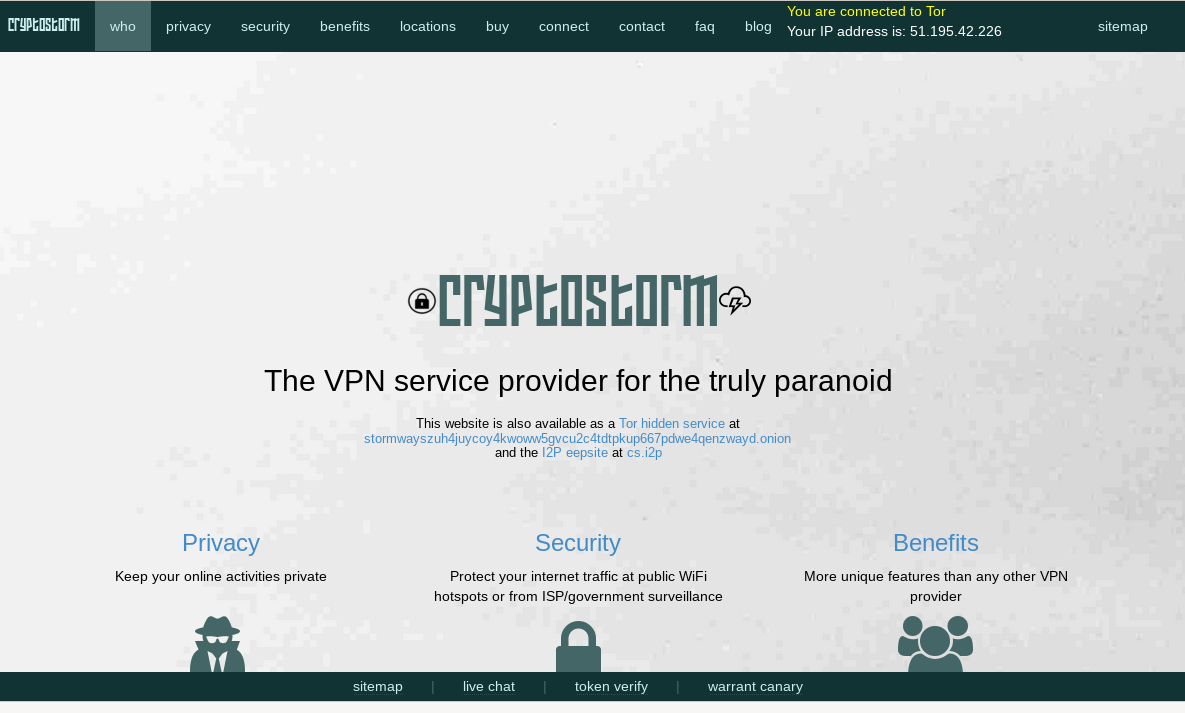 cryptostorm who privacy security benefits locations buy connect contact faq blog You are connected to Tor sitemap
Your IP address is: 51.195.42.226
cryptostorm
The VPN service provider for the truly paranoid
This website is also available as a Tor hidden service at
stormwayszuh4juycoy4kwoww5gvcu2c4tdtpkup667pdwe4qenzwayd.onion
and the I2P eepsite at cs.i2p
Privacy
Keep your online activities private
Security
Protect your internet traffic at public WiFi
hotspots or from ISP/government surveillance
Benefits
More unique features than any other VPN
provider
sitemap | live chat | token verify | warrant canary